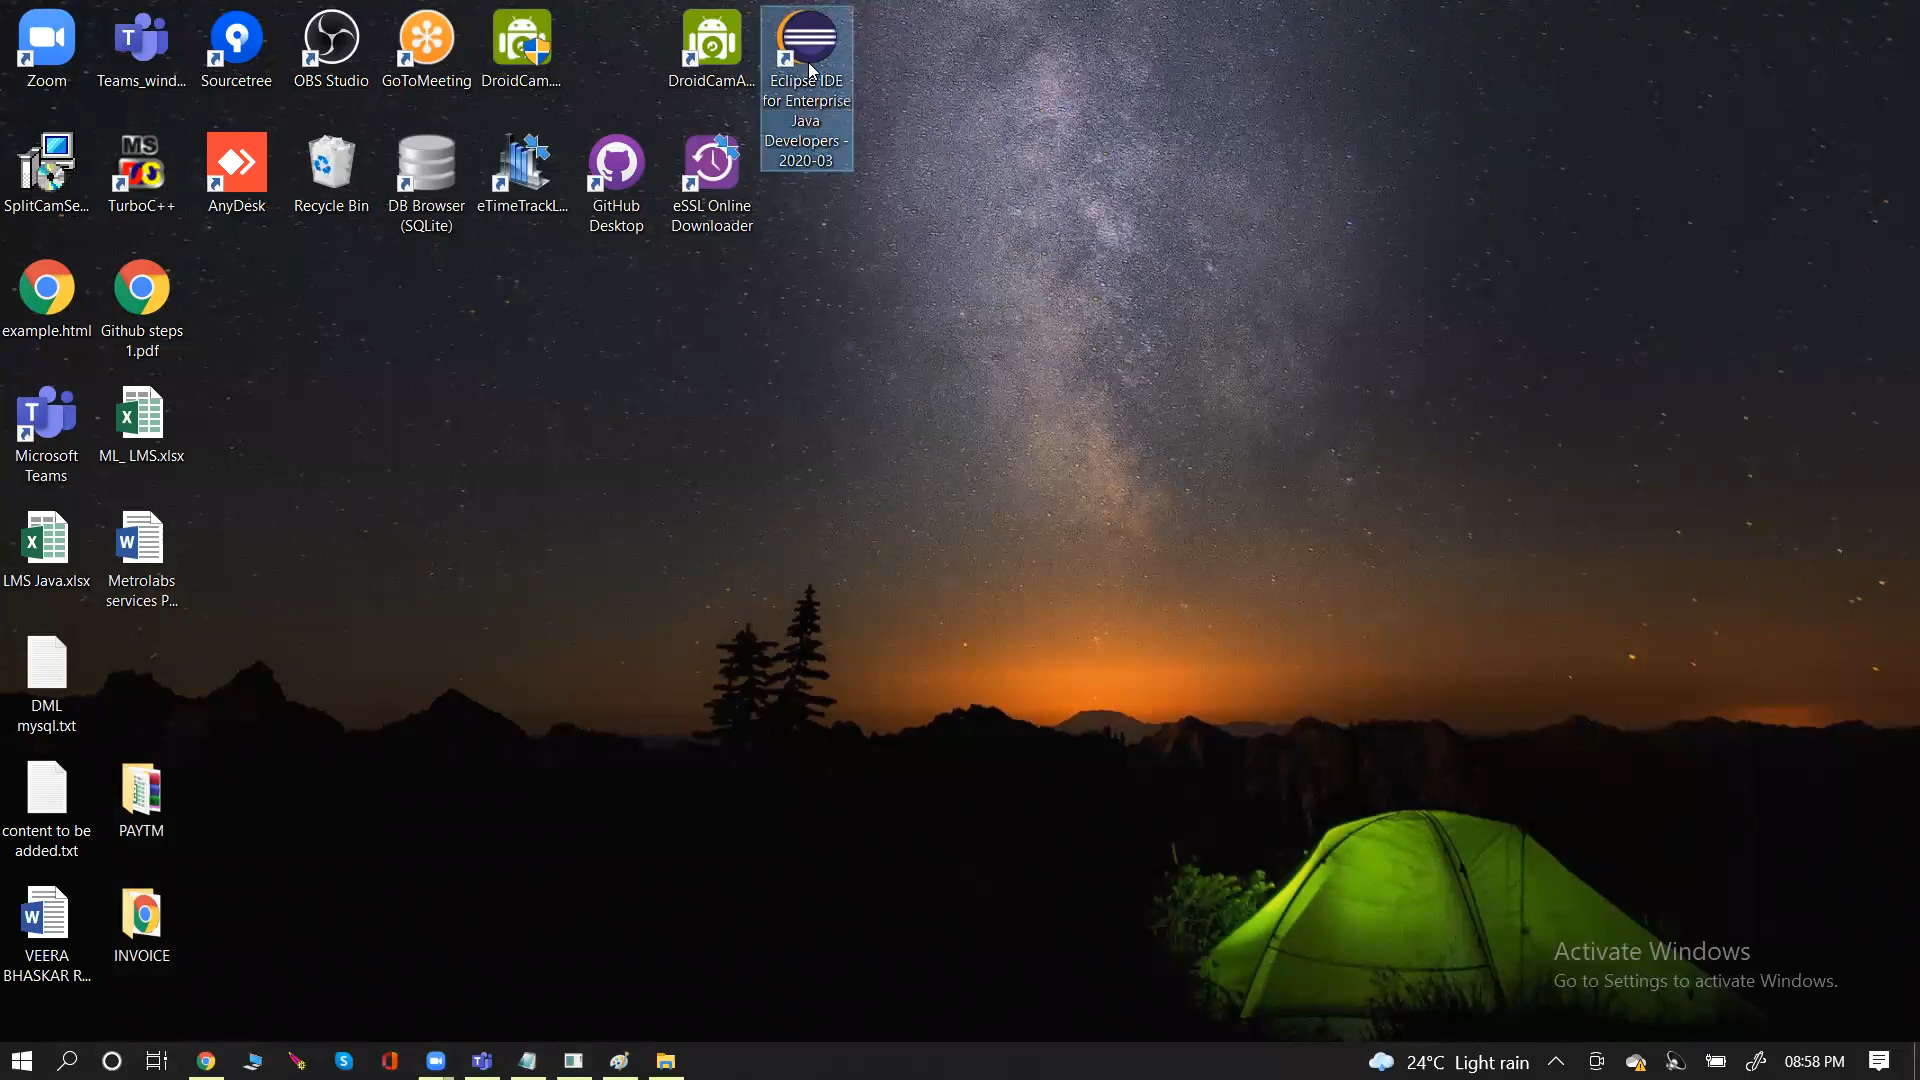 Zoom
Teams_wind...
Sourcetree
OBS Studio
GoToMeeting
DroidCam....
DroidCamA...
Eclipse IDE
for Enterprise
Java
Developers -
2020-03
SplitCamSe...
MS
TurboC++
AnyDesk
Recycle Bin
DB Browser
(SQLite)
eTimeTrackL...
GitHub
Desktop
eSSL Online
Downloader
example.html
Github steps
1.pdf
Microsoft
Teams
ML_ LMS.xlsx
LMS Java.xlsx
Metrolabs
services P...
DML
mysql.txt
content to be
added.txt
PAYTM
VEERA
BHASKAR R...
INVOICE
Activate Windows
Go to Settings to activate Windows.
24°C Light rain
08:58 PM